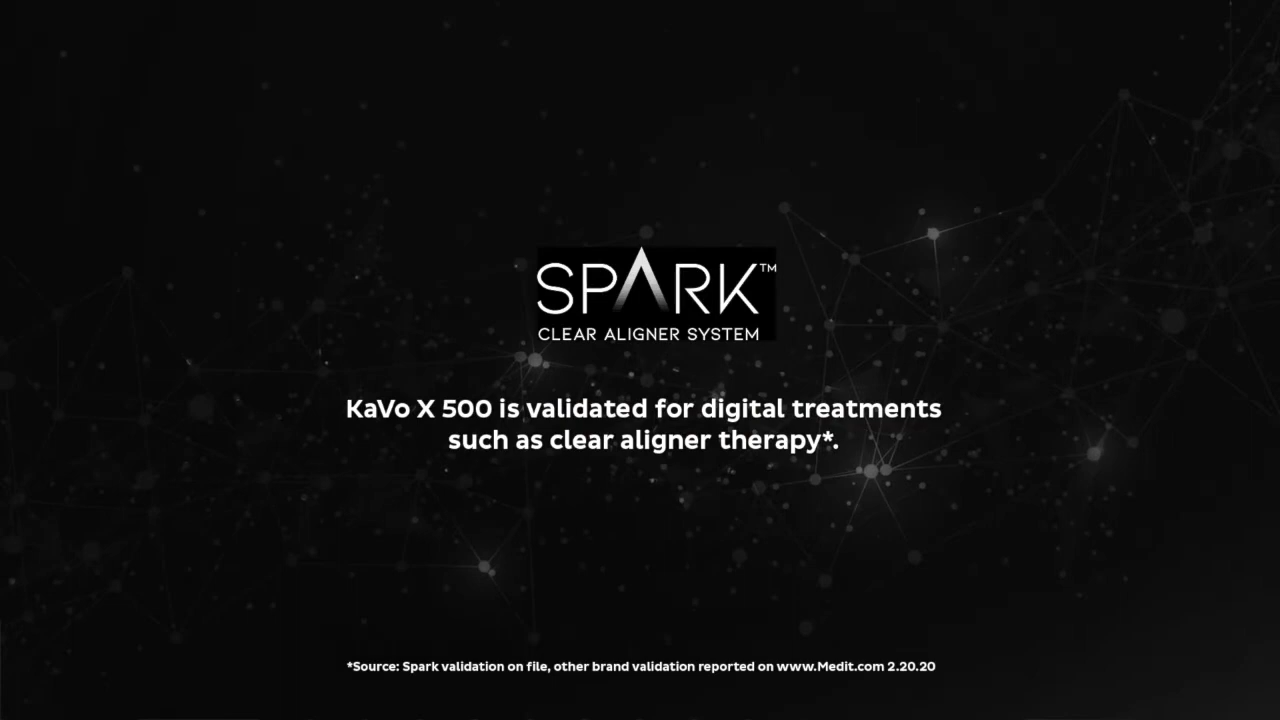 SPARK™
CLEAR ALIGNER SYSTEM
KaVo X 500 is validated for digital treatments
such as clear aligner therapy*.
*Source: Spark validation on file, other brand validation reported on www.Medit.com 2.20.20